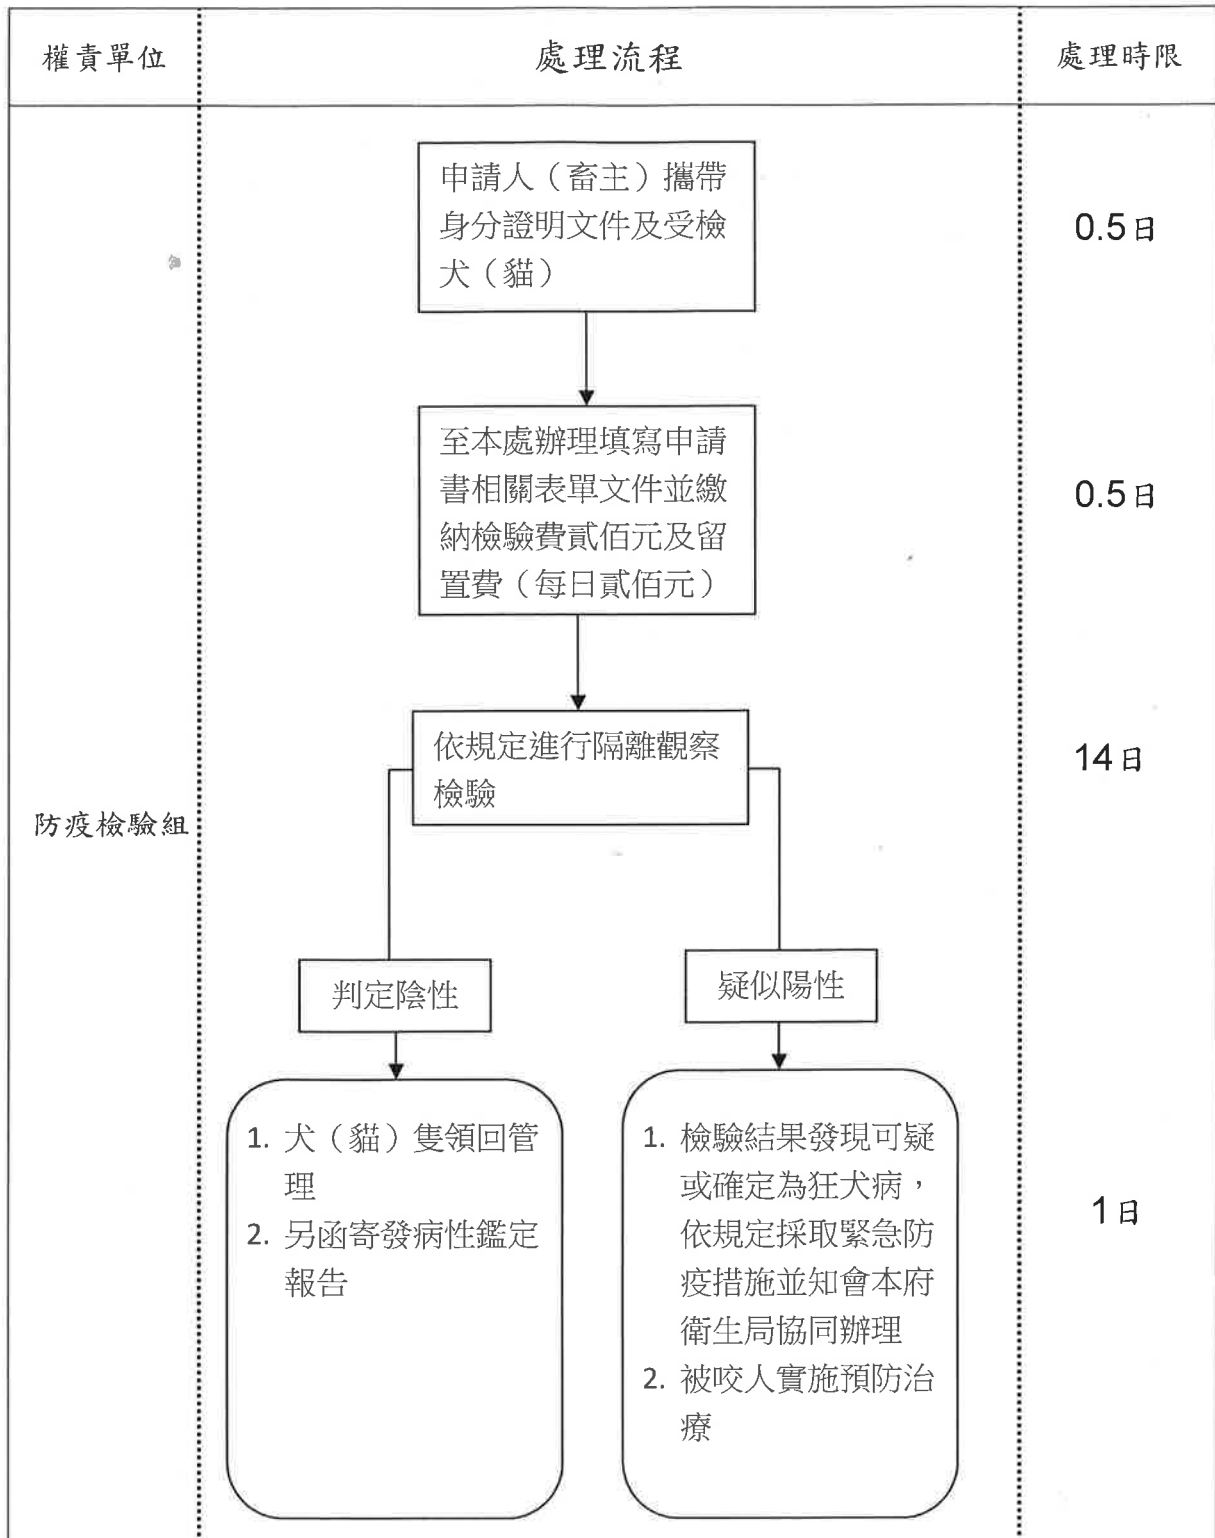 權責單位
處理流程
處理時限
申請人（畜主）攜帶
身分證明文件及受檢
犬（貓）
0.5日
至本處辦理填寫申請
書相關表單文件並繳
納檢驗費貳佰元及留
置費（每日貳佰元）
0.5日
依規定進行隔離觀察
檢驗
14日
防疫檢驗組
判定陰性
疑似陽性
1. 犬（貓）隻領回管
理
2. 另函寄發病性鑑定
報告
1. 檢驗結果發現可疑
或確定為狂犬病，
依規定採取緊急防
疫措施並知會本府
衛生局協同辦理
2. 被咬人實施預防治
療
1日